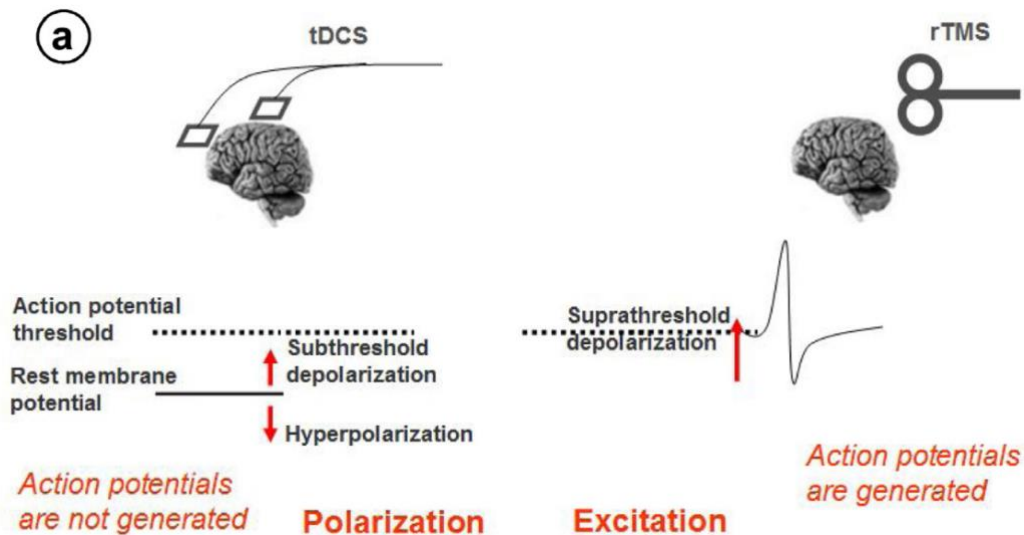 a
tDCS
rTMS
Action potential
threshold
Subthreshold
depolarization
Rest membrane
potential
Hyperpolarization
Suprathreshold
depolarization
Action potentials
are not generated
Polarization
Excitation
Action potentials
are generated